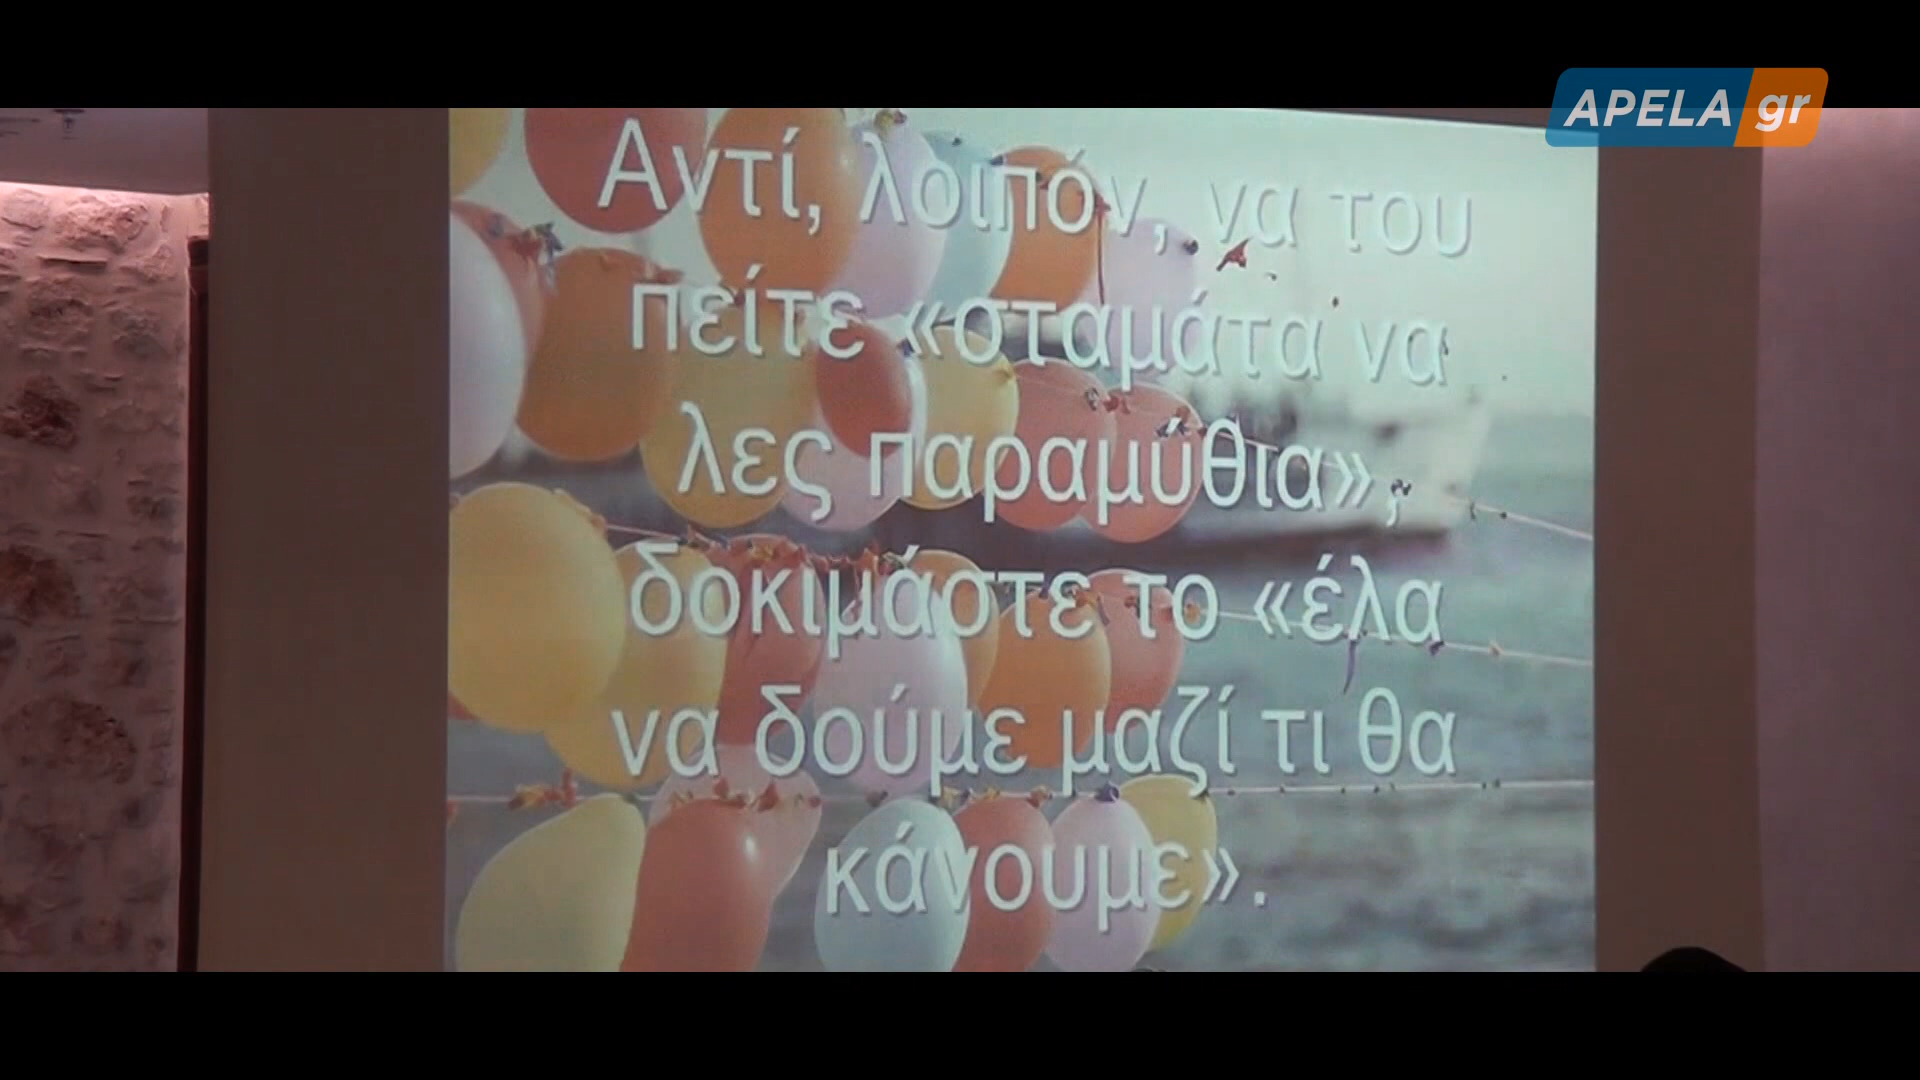 APELA gr
Αντί, λοιπόν, να του
πείτε «σταμάτα να
λες παραμύθια»,
δοκιμάστε το «έλα
να δούμε μαζί τι θα
κάνουμε».